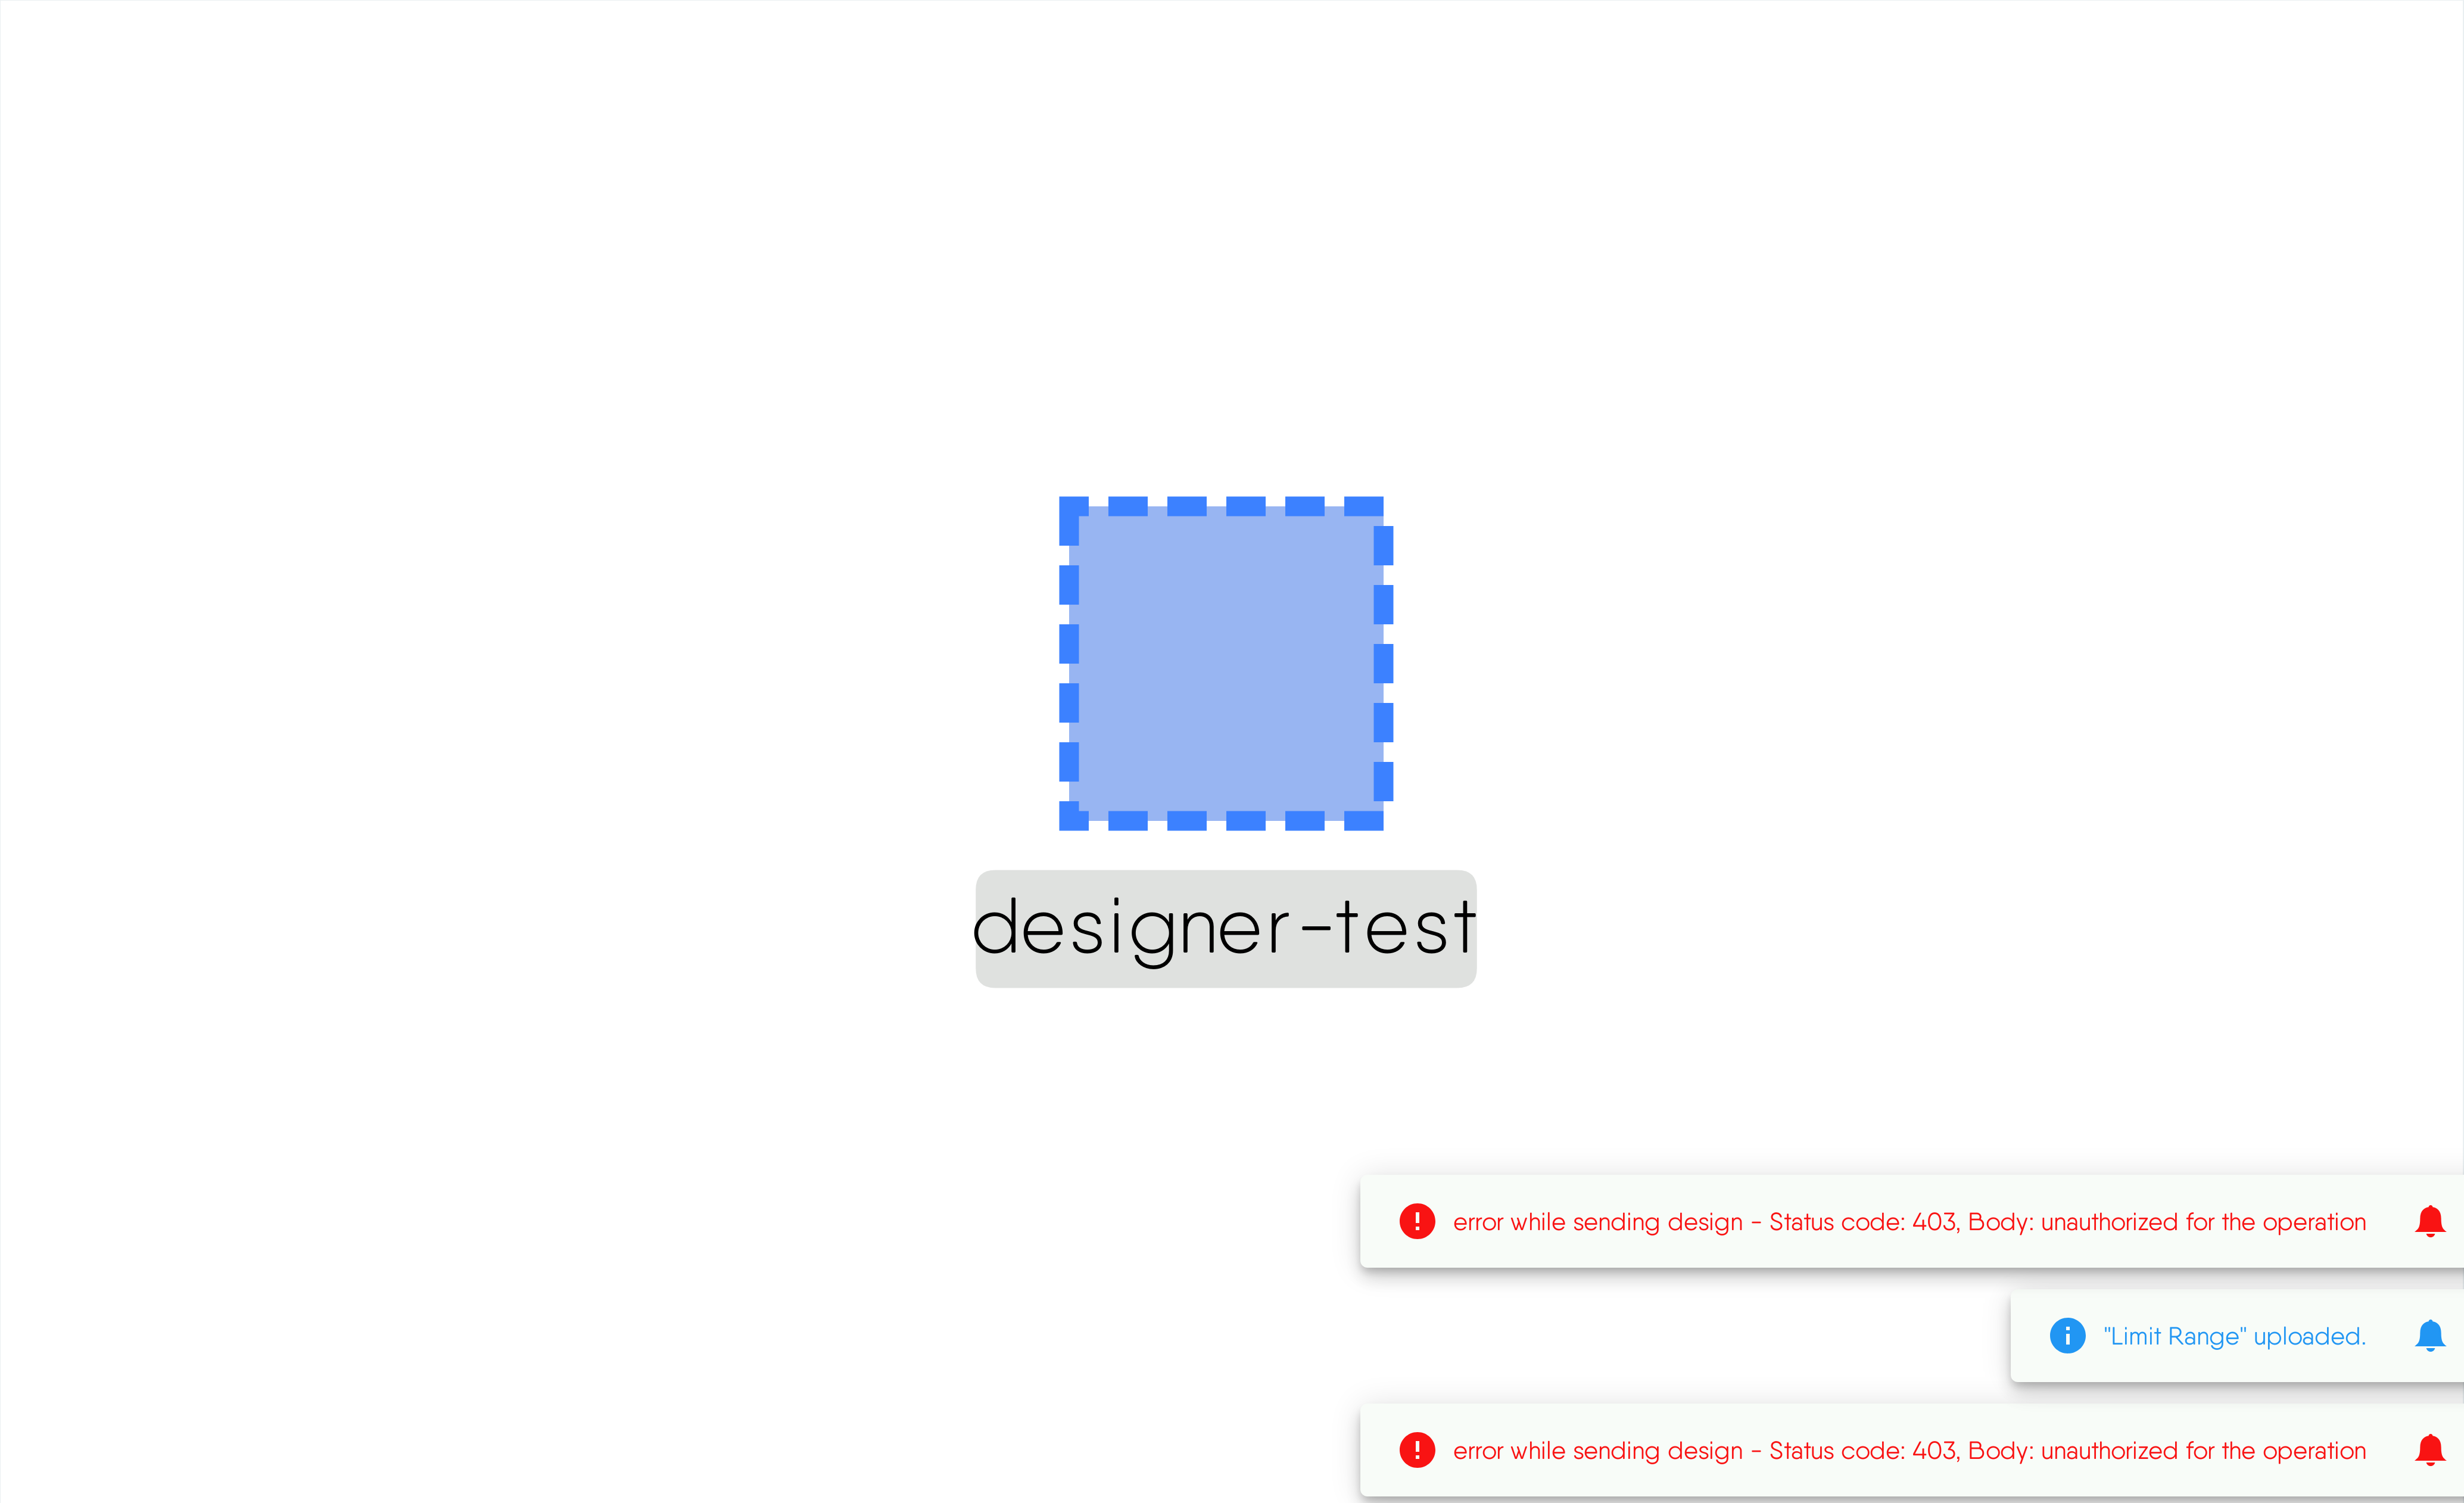 designer-test
error while sending design - Status code: 403, Body: unauthorized for the operation
"Limit Range" uploaded.
error while sending design - Status code: 403, Body: unauthorized for the operation